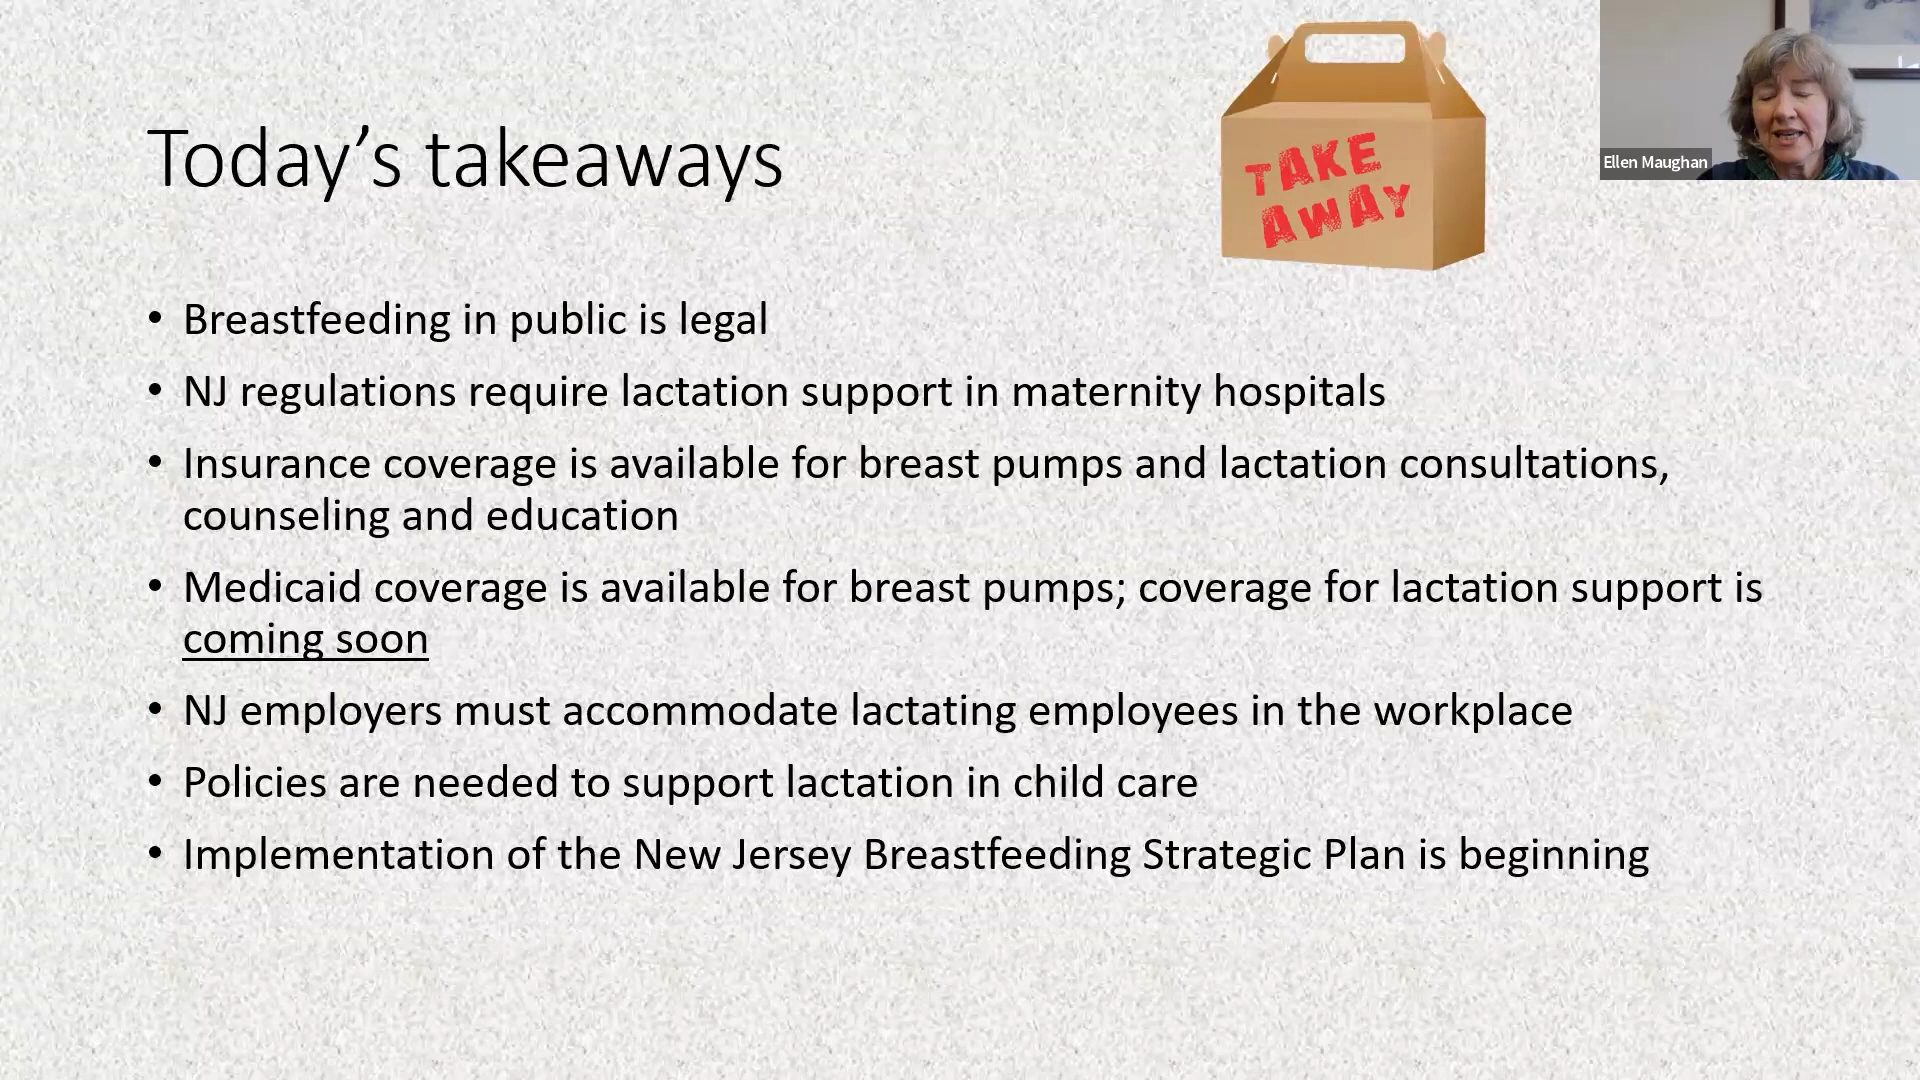 Today’s takeaways
TAKE
AWAY
Ellen Maughan
• Breastfeeding in public is legal
• NJ regulations require lactation support in maternity hospitals
• Insurance coverage is available for breast pumps and lactation consultations,
counseling and education
• Medicaid coverage is available for breast pumps; coverage for lactation support is
coming soon
• NJ employers must accommodate lactating employees in the workplace
• Policies are needed to support lactation in child care
• Implementation of the New Jersey Breastfeeding Strategic Plan is beginning